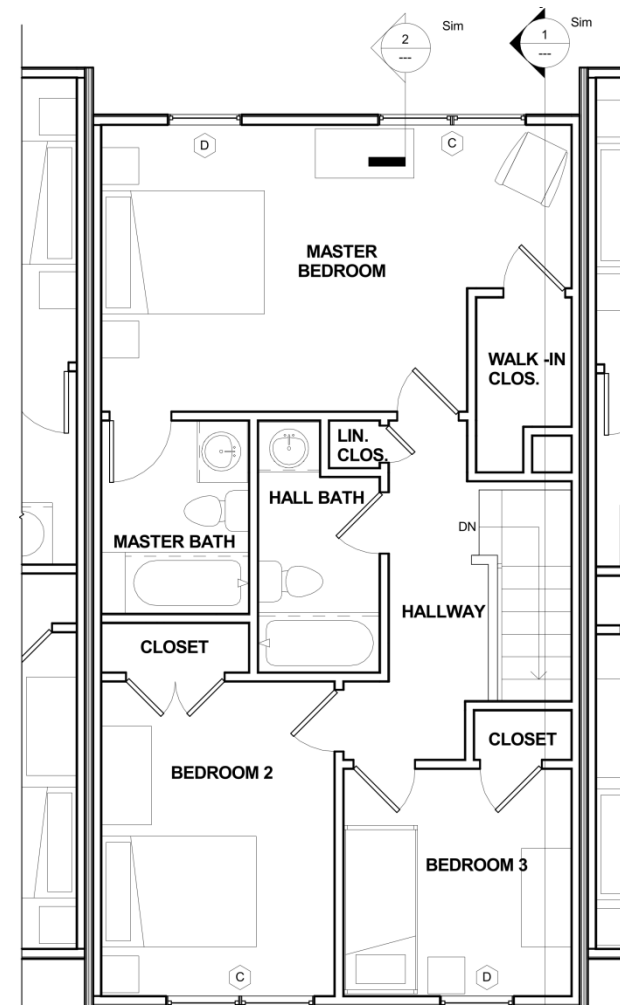 Sim
Sim
2
---
1
---
D
C
MASTER
BEDROOM
WALK -IN
CLOS.
LIN.
CLOS.
HALL BATH
MASTER BATH
DN
HALLWAY
CLOSET
CLOSET
BEDROOM 2
BEDROOM 3
C
D